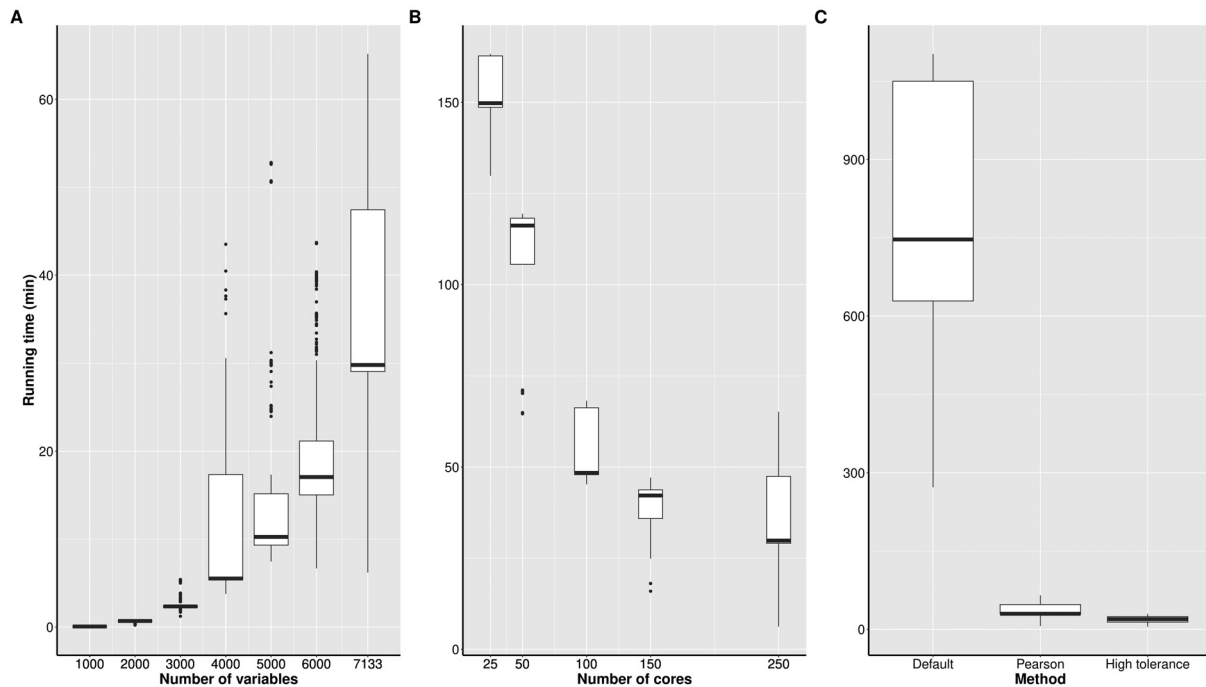 A
Running time (min)
60
40
20
0
1000 2000 3000 4000 5000 6000 7133
Number of variables
B
150
100
50
0
25 50 100 150 250
Number of cores
C
900
600
300
0
Default Pearson High tolerance
Method